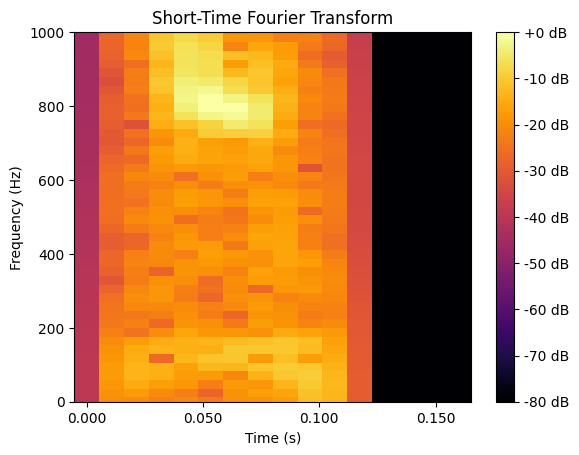 Short-Time Fourier Transform
1000
800
600
400
200
0
Frequency (Hz)
0.000
0.050
0.100
0.150
Time (s)
+0 dB
-10 dB
-20 dB
-30 dB
-40 dB
-50 dB
-60 dB
-70 dB
-80 dB